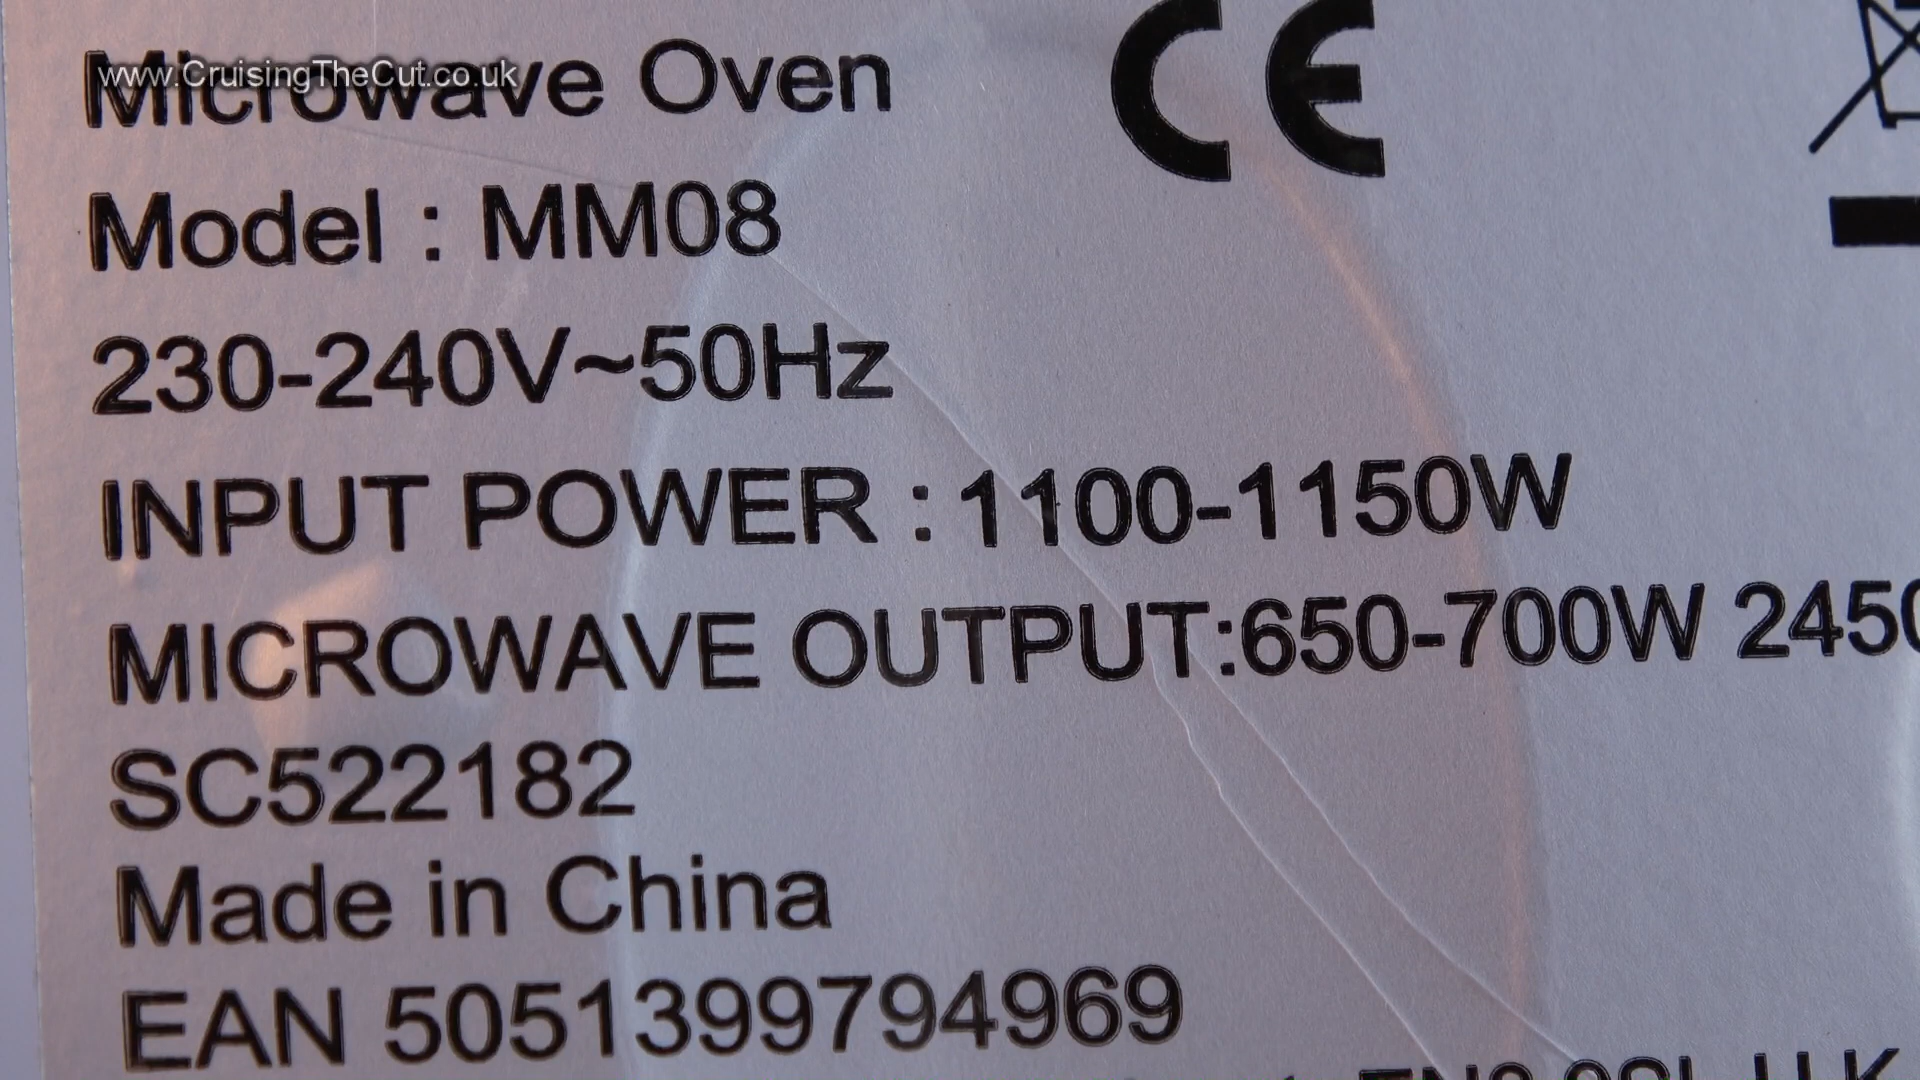 www.CruisingTheCut.co.uk
Microwave Oven
CE
Model : MM08
230-240V~50Hz
INPUT POWER : 1100-1150W
MICROWAVE OUTPUT:650-700W 2450
SC522182
Made in China
EAN 5051399794969